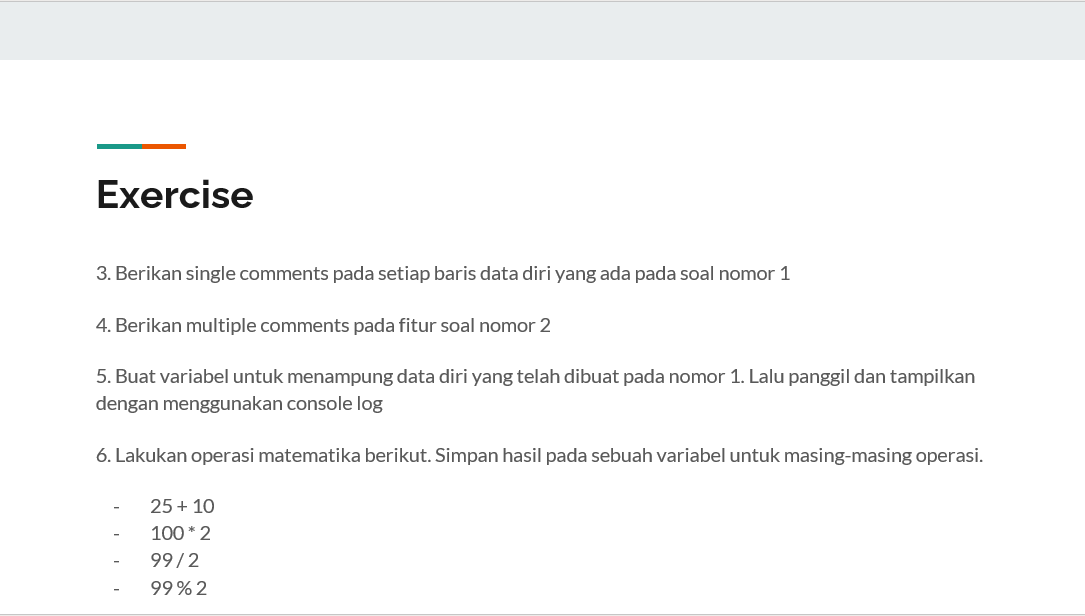 Exercise
3. Berikan single comments pada setiap baris data diri yang ada pada soal nomor 1
4. Berikan multiple comments pada fitur soal nomor 2
5. Buat variabel untuk menampung data diri yang telah dibuat pada nomor 1. Lalu panggil dan tampilkan
dengan menggunakan console log
6. Lakukan operasi matematika berikut. Simpan hasil pada sebuah variabel untuk masing-masing operasi.
- 25 + 10
- 100 * 2
- 99 / 2
- 99 % 2